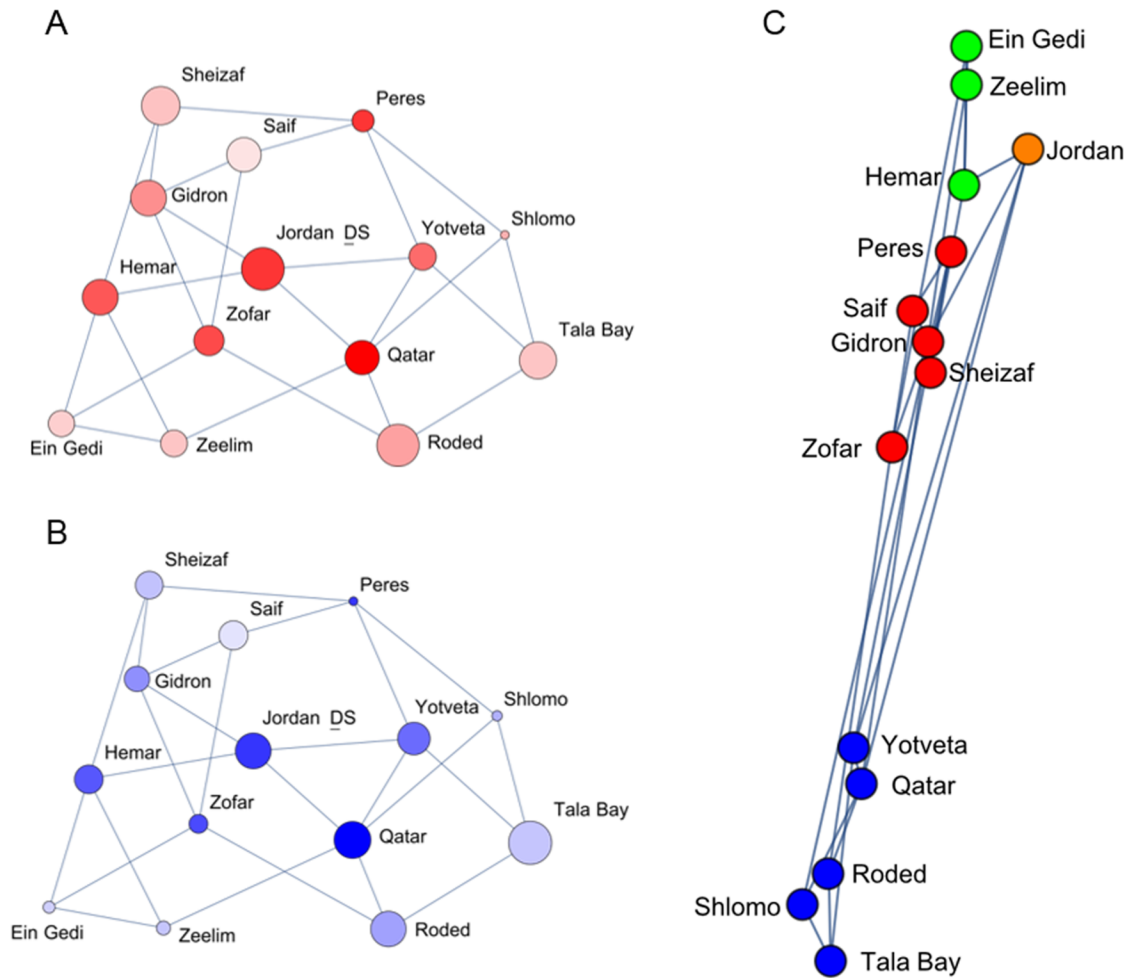 A
Sheizaf
Peres
Saif
Gidron
Shlomo
Yotveta
Jordan DS
Hemar
Zofar
Tala Bay
Qatar
Ein Gedi
Zeelim
Roded
B
Sheizaf
Peres
Saif
Gidron
Shlomo
Yotveta
Jordan DS
Hemar
Zofar
Tala Bay
Qatar
Ein Gedi
Zeelim
Roded
C
Ein Gedi
Zeelim
Jordan
Hemar
Peres
Saif
Gidron
Sheizaf
Zofar
Yotveta
Qatar
Roded
Shlomo
Tala Bay